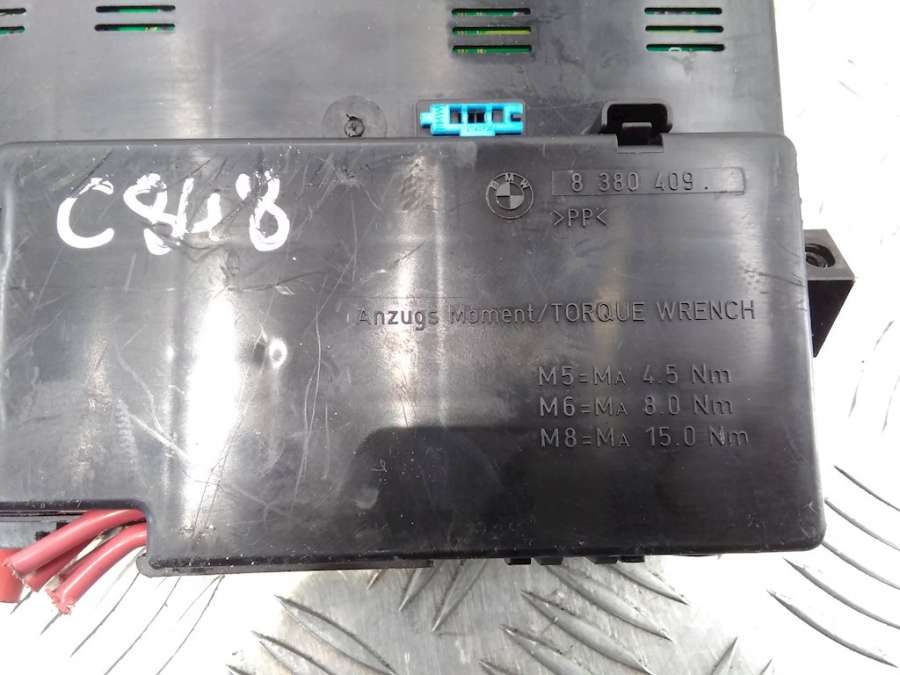 BMW
8 380 409.
>PP<
C948
Anzugs Moment/TORQUE WRENCH
M5=MA 4.5 Nm
M6=MA 8.0 Nm
M8=MA 15.0 Nm